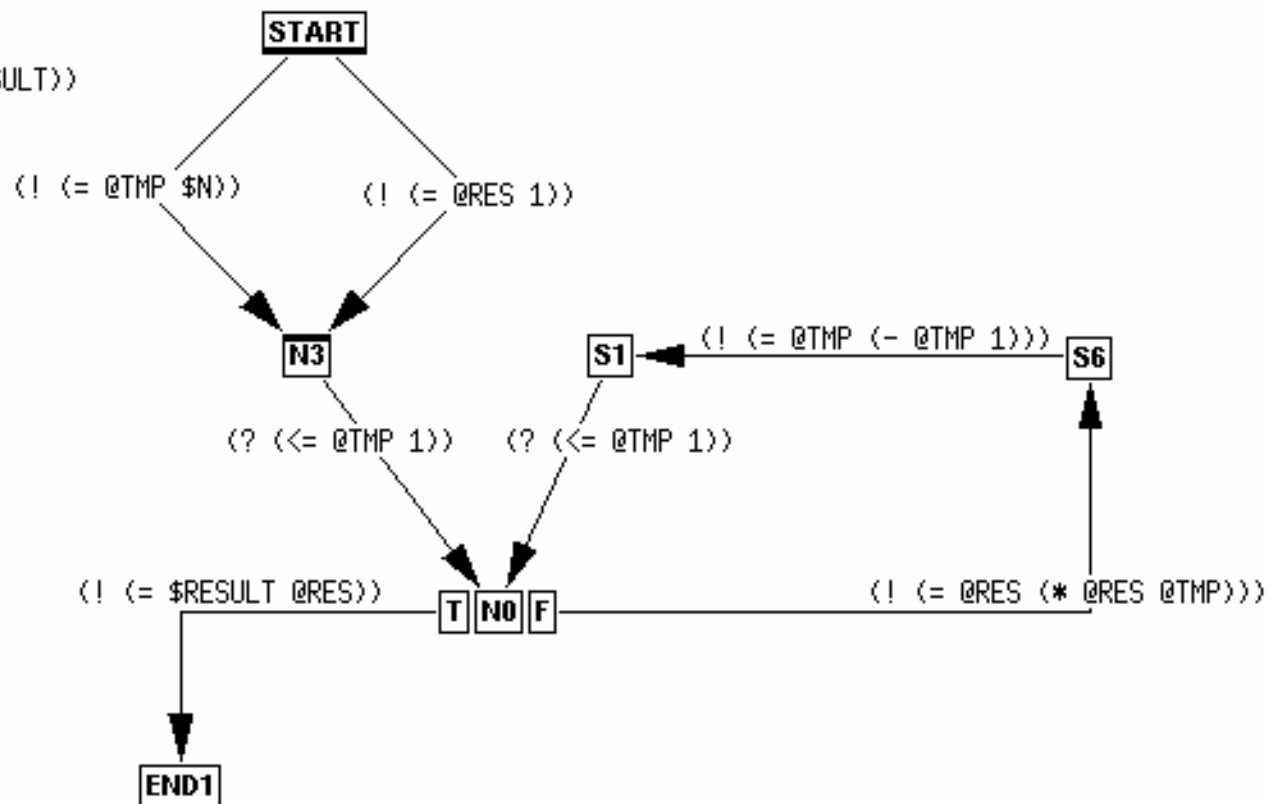 START
ULT))
(! (= @TMP $N))
(! (= @RES 1))
N3
S1
(! (= @TMP (- @TMP 1)))
S6
(? (<= @TMP 1))
(? (<= @TMP 1))
(! (= $RESULT @RES))
T N0 F
(! (= @RES (* @RES @TMP)))
END1